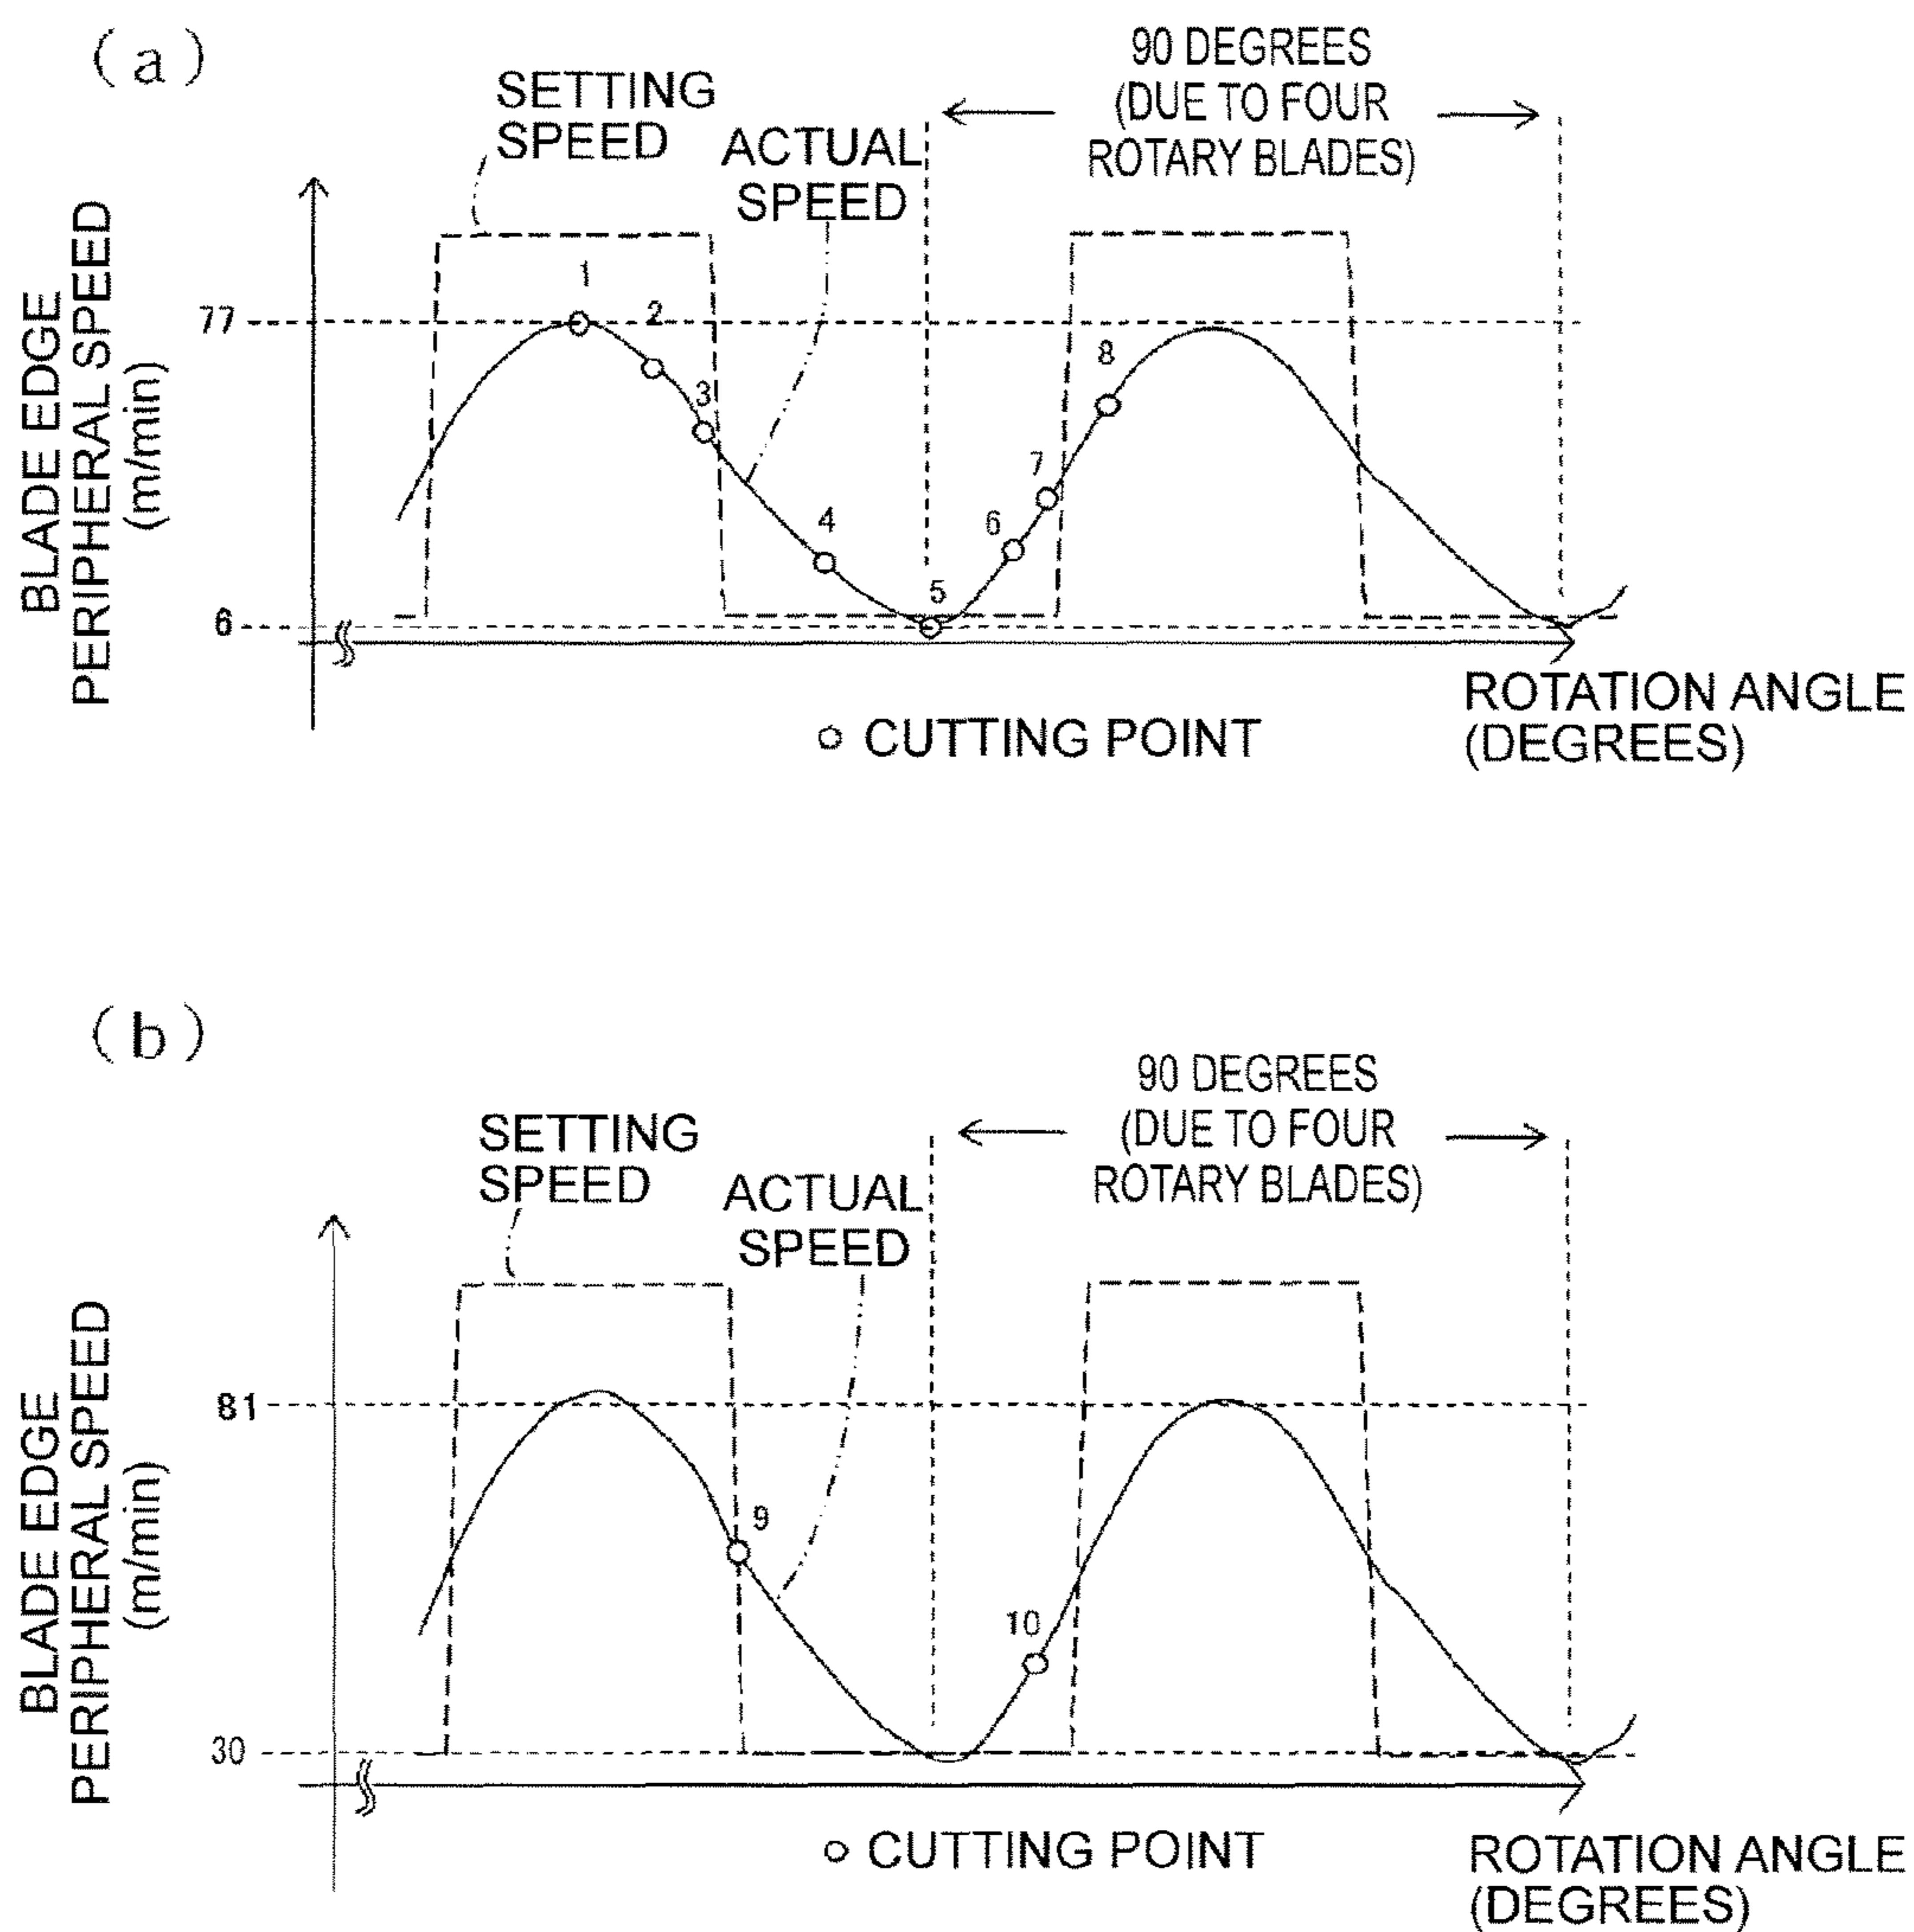 (a)
90 DEGREES
(DUE TO FOUR
ROTARY BLADES)
SETTING
SPEED
ACTUAL
SPEED
BLADE EDGE
PERIPHERAL SPEED
(m/min)
77
6
1
2
3
4
5
6
7
8
ROTATION ANGLE
(DEGREES)
CUTTING POINT
(b)
90 DEGREES
(DUE TO FOUR
ROTARY BLADES)
SETTING
SPEED
ACTUAL
SPEED
BLADE EDGE
PERIPHERAL SPEED
(m/min)
81
30
9
10
CUTTING POINT
ROTATION ANGLE
(DEGREES)